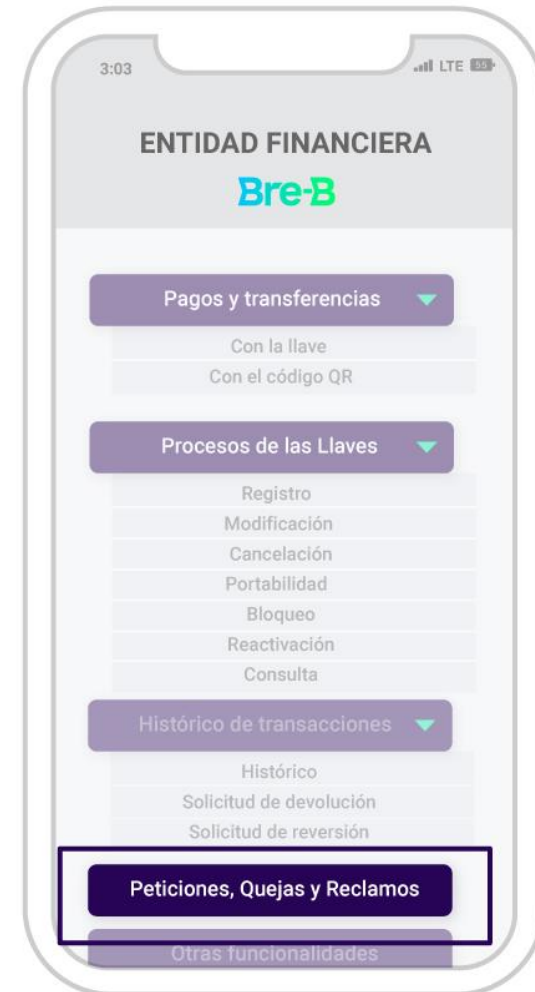 3:03
LTE 55
ENTIDAD FINANCIERA
Bre-B
Pagos y transferencias
Con la llave
Con el código QR
Procesos de las Llaves
Registro
Modificación
Cancelación
Portabilidad
Bloqueo
Reactivación
Consulta
Histórico de transacciones
Histórico
Solicitud de devolución
Solicitud de reversión
Peticiones, Quejas y Reclamos
Otras funcionalidades